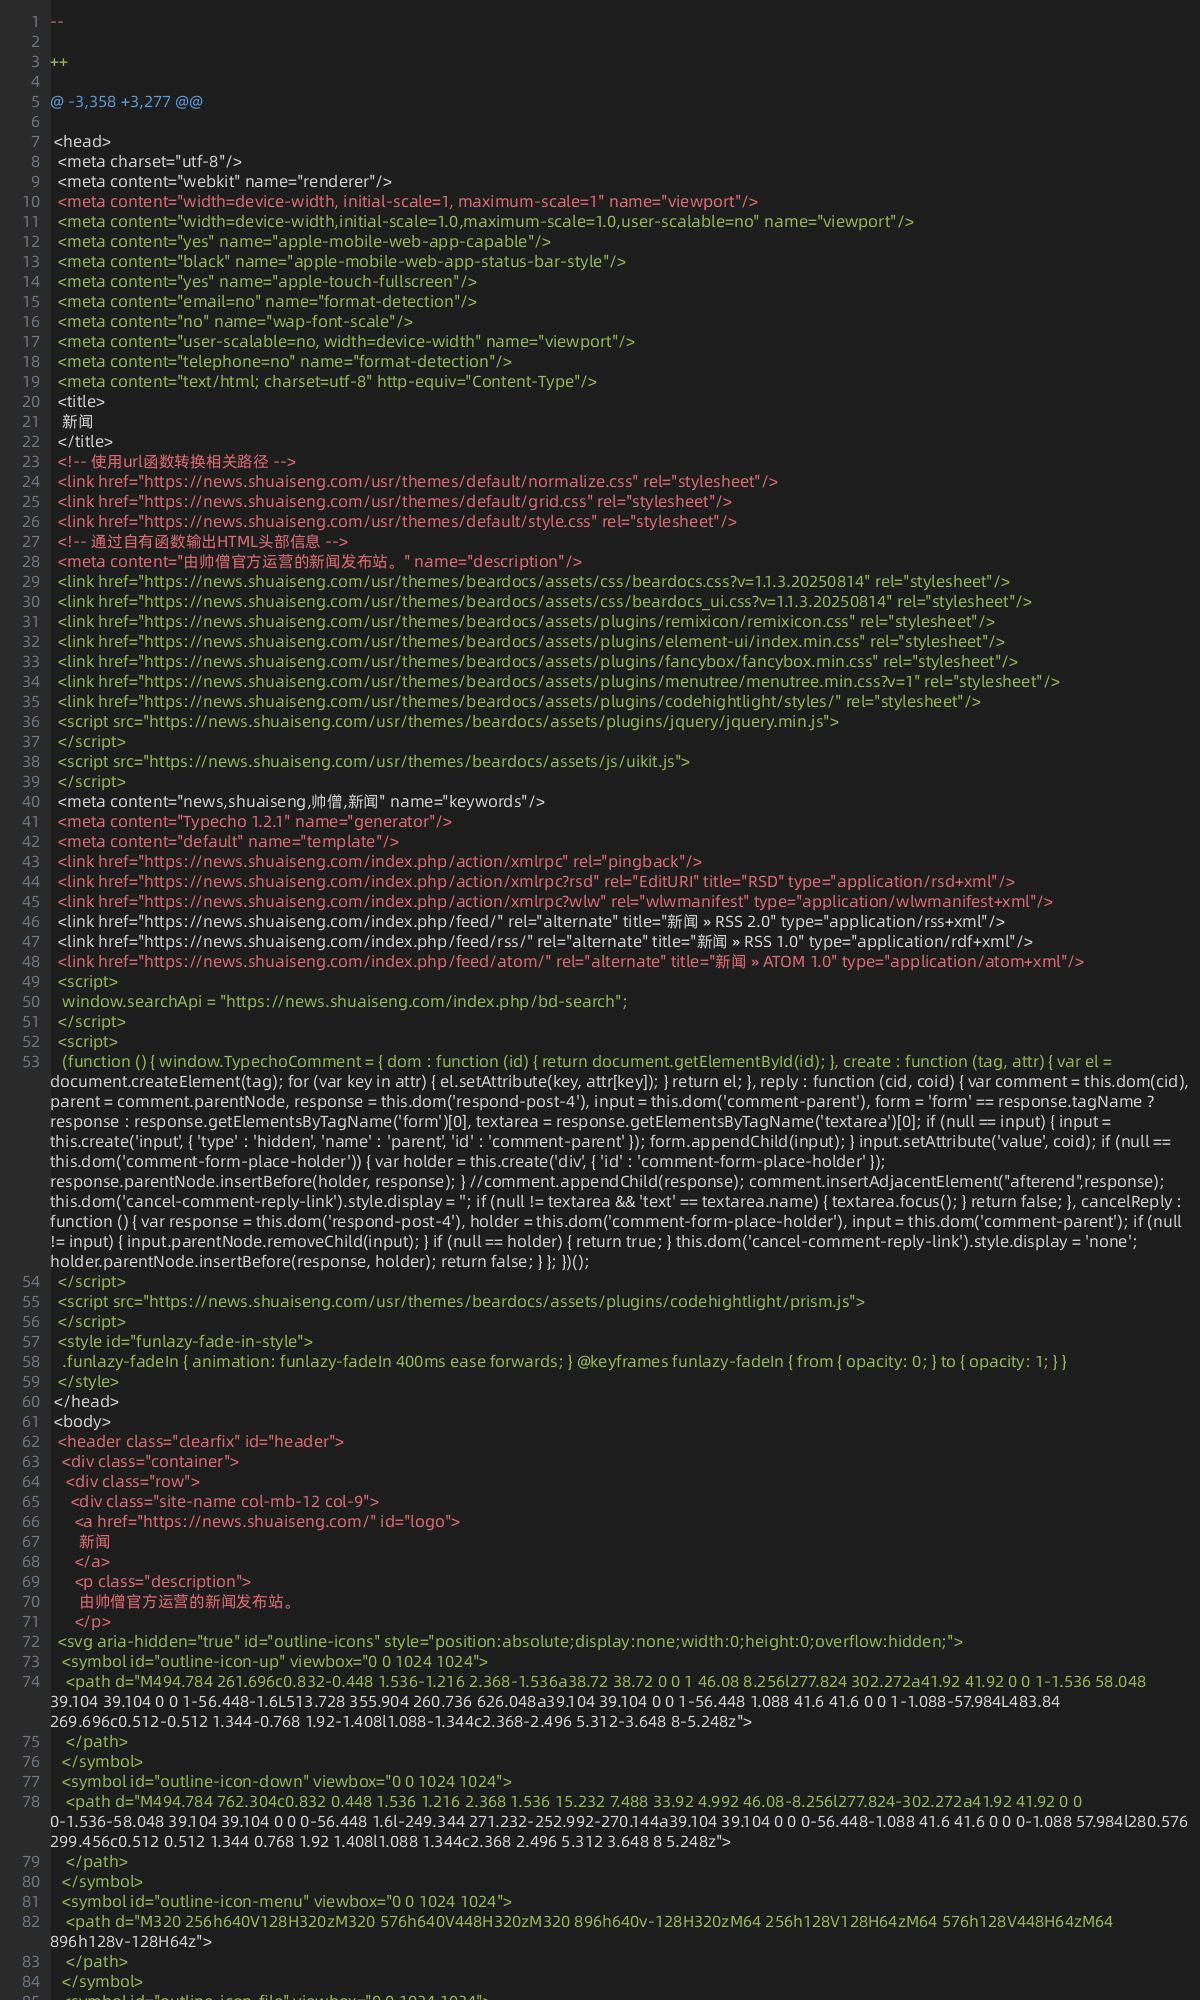 1 --
2
3 ++
4
5 @ -3,358 +3,277 @@
6
7 <head>
8 <meta charset="utf-8"/>
9 <meta content="webkit" name="renderer"/>
10 <meta content="width=device-width, initial-scale=1, maximum-scale=1" name="viewport"/>
11 <meta content="width=device-width,initial-scale=1.0,maximum-scale=1.0,user-scalable=no" name="viewport"/>
12 <meta content="yes" name="apple-mobile-web-app-capable"/>
13 <meta content="black" name="apple-mobile-web-app-status-bar-style"/>
14 <meta content="yes" name="apple-touch-fullscreen"/>
15 <meta content="email=no" name="format-detection"/>
16 <meta content="no" name="wap-font-scale"/>
17 <meta content="user-scalable=no, width=device-width" name="viewport"/>
18 <meta content="telephone=no" name="format-detection"/>
19 <meta content="text/html; charset=utf-8" http-equiv="Content-Type"/>
20 <title>
21 新闻
22 </title>
23 <!-- 使用url函数转换相关路径 -->
24 <link href="https://news.shuaiseng.com/usr/themes/default/normalize.css" rel="stylesheet"/>
25 <link href="https://news.shuaiseng.com/usr/themes/default/grid.css" rel="stylesheet"/>
26 <link href="https://news.shuaiseng.com/usr/themes/default/style.css" rel="stylesheet"/>
27 <!-- 通过自有函数输出HTML头部信息 -->
28 <meta content="由帅僧官方运营的新闻发布站。" name="description"/>
29 <link href="https://news.shuaiseng.com/usr/themes/beardocs/assets/css/beardocs.css?v=1.1.3.20250814" rel="stylesheet"/>
30 <link href="https://news.shuaiseng.com/usr/themes/beardocs/assets/css/beardocs_ui.css?v=1.1.3.20250814" rel="stylesheet"/>
31 <link href="https://news.shuaiseng.com/usr/themes/beardocs/assets/plugins/remixicon/remixicon.css" rel="stylesheet"/>
32 <link href="https://news.shuaiseng.com/usr/themes/beardocs/assets/plugins/element-ui/index.min.css" rel="stylesheet"/>
33 <link href="https://news.shuaiseng.com/usr/themes/beardocs/assets/plugins/fancybox/fancybox.min.css" rel="stylesheet"/>
34 <link href="https://news.shuaiseng.com/usr/themes/beardocs/assets/plugins/menutree/menutree.min.css?v=1" rel="stylesheet"/>
35 <link href="https://news.shuaiseng.com/usr/themes/beardocs/assets/plugins/codehightlight/styles/" rel="stylesheet"/>
36 <script src="https://news.shuaiseng.com/usr/themes/beardocs/assets/plugins/jquery/jquery.min.js">
37 </script>
38 <script src="https://news.shuaiseng.com/usr/themes/beardocs/assets/js/uikit.js">
39 </script>
40 <meta content="news,shuaiseng,帅僧,新闻" name="keywords"/>
41 <meta content="Typecho 1.2.1" name="generator"/>
42 <meta content="default" name="template"/>
43 <link href="https://news.shuaiseng.com/index.php/action/xmlrpc" rel="pingback"/>
44 <link href="https://news.shuaiseng.com/index.php/action/xmlrpc?rsd" rel="EditURI" title="RSD" type="application/rsd+xml"/>
45 <link href="https://news.shuaiseng.com/index.php/action/xmlrpc?wlw" rel="wlwmanifest" type="application/wlwmanifest+xml"/>
46 <link href="https://news.shuaiseng.com/index.php/feed/" rel="alternate" title="新闻 » RSS 2.0" type="application/rss+xml"/>
47 <link href="https://news.shuaiseng.com/index.php/feed/rss/" rel="alternate" title="新闻 » RSS 1.0" type="application/rdf+xml"/>
48 <link href="https://news.shuaiseng.com/index.php/feed/atom/" rel="alternate" title="新闻 » ATOM 1.0" type="application/atom+xml"/>
49 <script>
50 window.searchApi = "https://news.shuaiseng.com/index.php/bd-search";
51 </script>
52 <script>
53 (function () { window.TypechoComment = { dom : function (id) { return document.getElementById(id); }, create : function (tag, attr) { var el =
document.createElement(tag); for (var key in attr) { el.setAttribute(key, attr[key]); } return el; }, reply : function (cid, coid) { var comment = this.dom(cid),
parent = comment.parentNode, response = this.dom('respond-post-4'), input = this.dom('comment-parent'), form = 'form' == response.tagName ?
response : response.getElementsByTagName('form')[0], textarea = response.getElementsByTagName('textarea')[0]; if (null == input) { input =
this.create('input', { 'type' : 'hidden', 'name' : 'parent', 'id' : 'comment-parent' }); form.appendChild(input); } input.setAttribute('value', coid); if (null ==
this.dom('comment-form-place-holder')) { var holder = this.create('div', { 'id' : 'comment-form-place-holder' });
response.parentNode.insertBefore(holder, response); } //comment.appendChild(response); comment.insertAdjacentElement("afterend",response);
this.dom('cancel-comment-reply-link').style.display = ''; if (null != textarea && 'text' == textarea.name) { textarea.focus(); } return false; }, cancelReply :
function () { var response = this.dom('respond-post-4'), holder = this.dom('comment-form-place-holder'), input = this.dom('comment-parent'); if (null
!= input) { input.parentNode.removeChild(input); } if (null == holder) { return true; } this.dom('cancel-comment-reply-link').style.display = 'none';
holder.parentNode.insertBefore(response, holder); return false; } }; })();
54 </script>
55 <script src="https://news.shuaiseng.com/usr/themes/beardocs/assets/plugins/codehightlight/prism.js">
56 </script>
57 <style id="funlazy-fade-in-style">
58 .funlazy-fadeIn { animation: funlazy-fadeIn 400ms ease forwards; } @keyframes funlazy-fadeIn { from { opacity: 0; } to { opacity: 1; } }
59 </style>
60 </head>
61 <body>
62 <header class="clearfix" id="header">
63 <div class="container">
64 <div class="row">
65 <div class="site-name col-mb-12 col-9">
66 <a href="https://news.shuaiseng.com/" id="logo">
67 新闻
68 </a>
69 <p class="description">
70 由帅僧官方运营的新闻发布站。
71 </p>
72 <svg aria-hidden="true" id="outline-icons" style="position:absolute;display:none;width:0;height:0;overflow:hidden;">
73 <symbol id="outline-icon-up" viewbox="0 0 1024 1024">
74 <path d="M494.784 261.696c0.832-0.448 1.536-1.216 2.368-1.536a38.72 38.72 0 0 1 46.08 8.256l277.824 302.272a41.92 41.92 0 0 1-1.536 58.048
39.104 39.104 0 0 1-56.448-1.6L513.728 355.904 260.736 626.048a39.104 39.104 0 0 1-56.448 1.088 41.6 41.6 0 0 1-1.088-57.984L483.84
269.696c0.512-0.512 1.344-0.768 1.92-1.408l1.088-1.344c2.368-2.496 5.312-3.648 8-5.248z">
75 </path>
76 </symbol>
77 <symbol id="outline-icon-down" viewbox="0 0 1024 1024">
78 <path d="M494.784 762.304c0.832 0.448 1.536 1.216 2.368 1.536 15.232 7.488 33.92 4.992 46.08-8.256l277.824-302.272a41.92 41.92 0 0
0-1.536-58.048 39.104 39.104 0 0 0-56.448 1.6l-249.344 271.232-252.992-270.144a39.104 39.104 0 0 0-56.448-1.088 41.6 41.6 0 0 0-1.088 57.984l280.576
299.456c0.512 0.512 1.344 0.768 1.92 1.408l1.088 1.344c2.368 2.496 5.312 3.648 8 5.248z">
79 </path>
80 </symbol>
81 <symbol id="outline-icon-menu" viewbox="0 0 1024 1024">
82 <path d="M320 256h640V128H320zM320 576h640V448H320zM320 896h640v-128H320zM64 256h128V128H64zM64 576h128V448H64zM64
896h128v-128H64z">
83 </path>
84 </symbol>
85 <symbol id="outline-icon-file" viewbox="0 0 1024 1024">